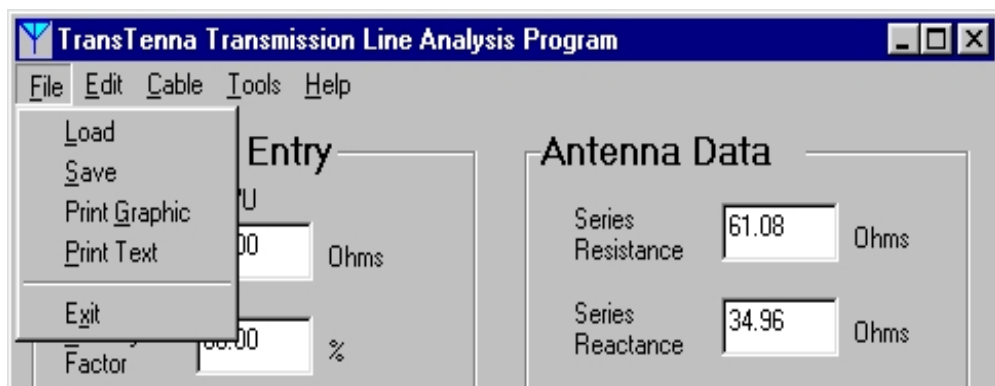 TransTenna Transmission Line Analysis Program
File Edit Cable Tools Help
Load
Save
Print Graphic
Print Text
Exit
Entry
Ohms
Factor
%
Antenna Data
Series
Resistance
61.08
Ohms
Series
Reactance
34.96
Ohms